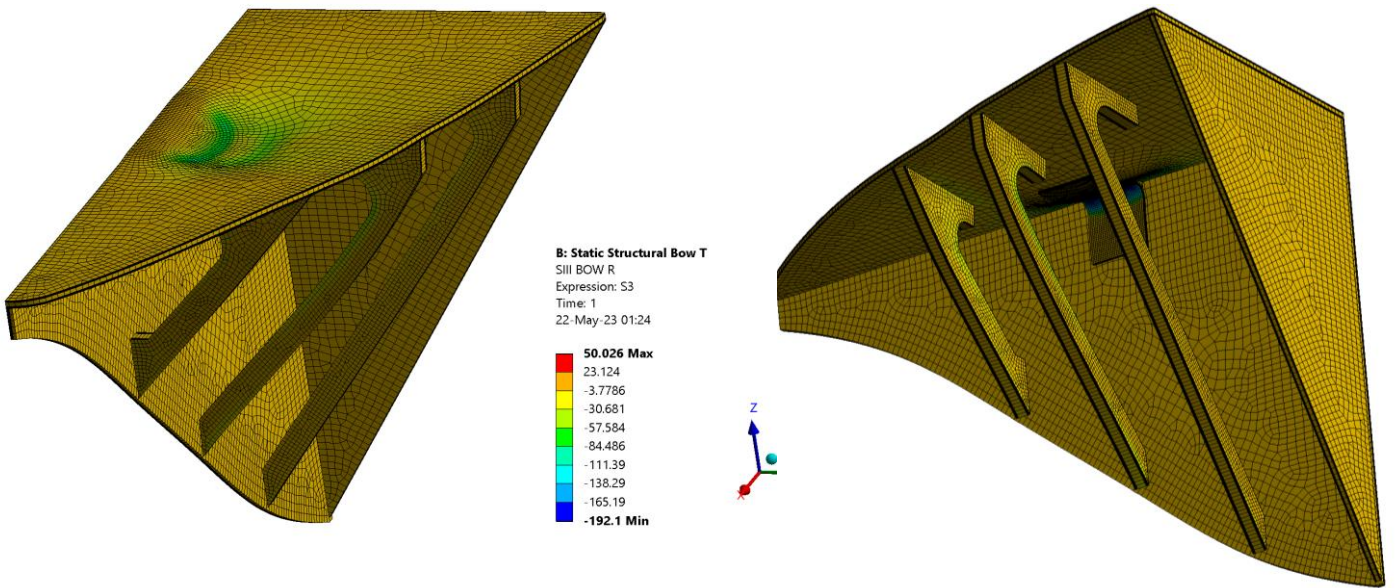 B: Static Structural Bow T
SIII BOW R
Expression: S3
Time: 1
22-May-23 01:24
50.026 Max
23.124
-3.7786
-30.681
-57.584
-84.486
-111.39
-138.29
-165.19
-192.1 Min
Z
X